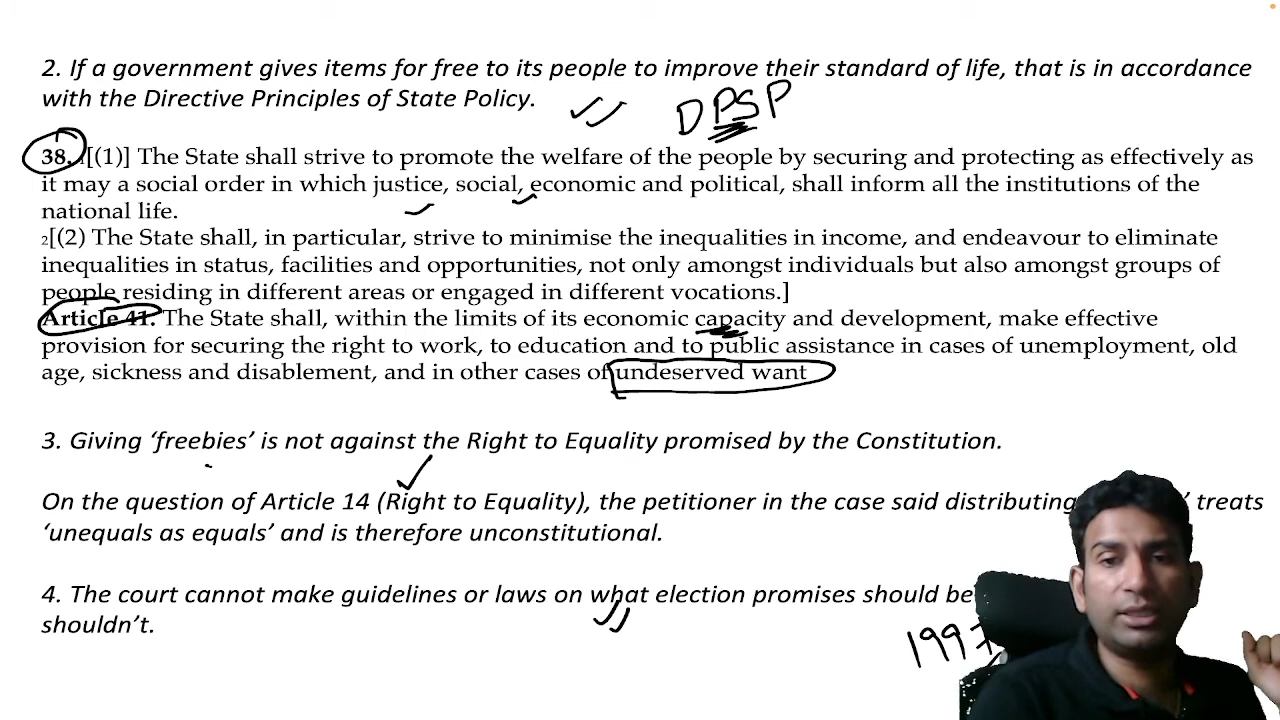 2. If a government gives items for free to its people to improve their standard of life, that is in accordance
with the Directive Principles of State Policy.
DPSP
38. [(1)] The State shall strive to promote the welfare of the people by securing and protecting as effectively as
it may a social order in which justice, social, economic and political, shall inform all the institutions of the
national life.
2[(2) The State shall, in particular, strive to minimise the inequalities in income, and endeavour to eliminate
inequalities in status, facilities and opportunities, not only amongst individuals but also amongst groups of
people residing in different areas or engaged in different vocations.]
Article 41. The State shall, within the limits of its economic capacity and development, make effective
provision for securing the right to work, to education and to public assistance in cases of unemployment, old
age, sickness and disablement, and in other cases of undeserved want
3. Giving ‘freebies’ is not against the Right to Equality promised by the Constitution.
On the question of Article 14 (Right to Equality), the petitioner in the case said distributing ’ treats
‘unequals as equals’ and is therefore unconstitutional.
4. The court cannot make guidelines or laws on what election promises should be
shouldn’t.
1997